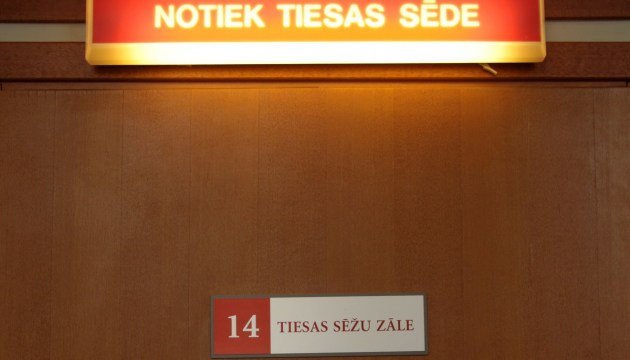 NOTIEK TIESAS SĒDE
14 TIESAS SĒŽU ZĀLE